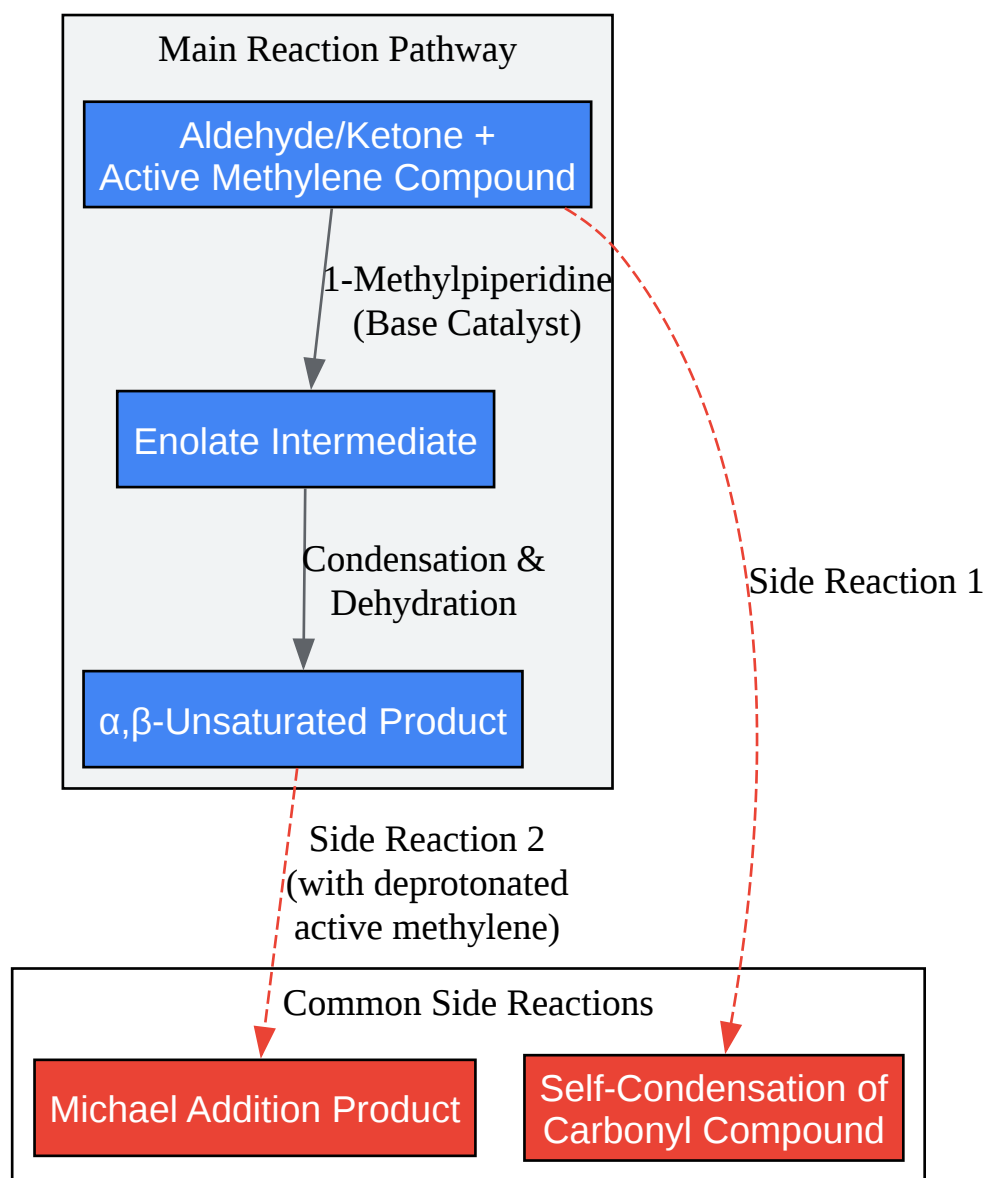 Main Reaction Pathway
Aldehyde/Ketone +
Active Methylene Compound
1-Methylpiperidine
(Base Catalyst)
Enolate Intermediate
Condensation &
Dehydration
Side Reaction 1
α,β-Unsaturated Product
Side Reaction 2
(with deprotonated
active methylene)
Common Side Reactions
Michael Addition Product
Self-Condensation of
Carbonyl Compound